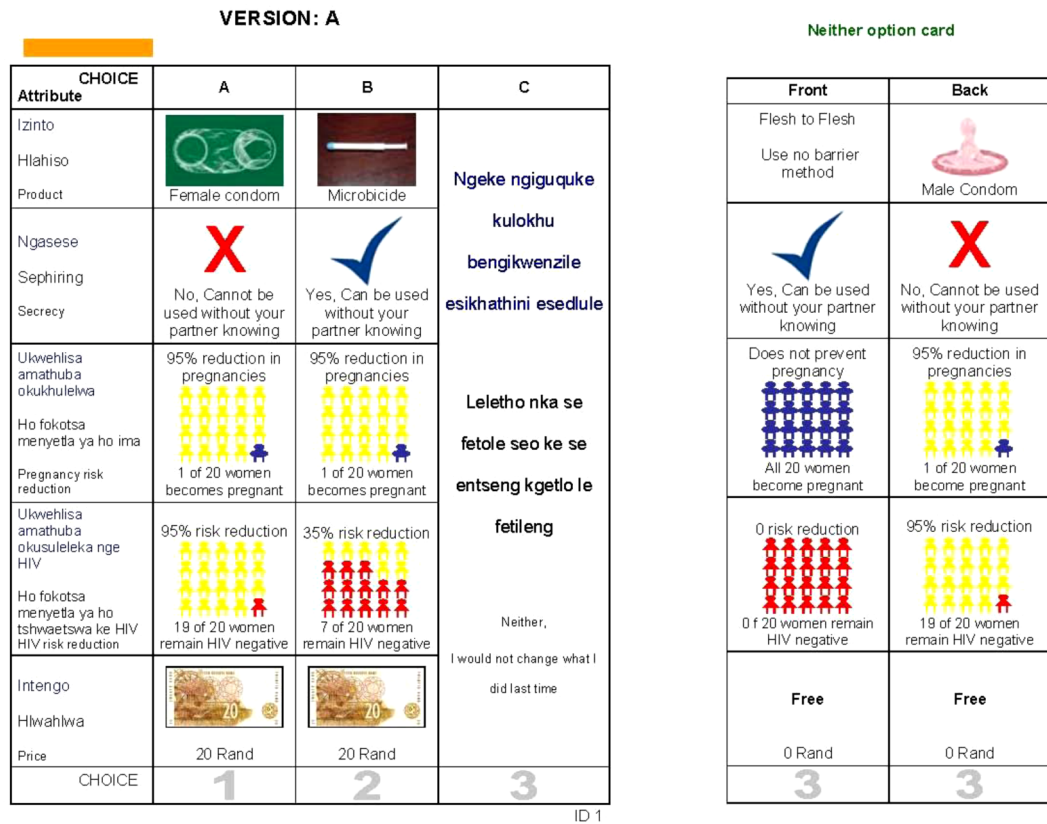 VERSION: A
Neither option card
CHOICE
Attribute
A
B
C
Izinto
Hlahiso
Product
Female condom
Microbicide
Ngasese
Sephiring
Secrecy
X
No, Cannot be
used without your
partner knowing
Yes, Can be used
without your
partner knowing
Ukwehlisa
amathuba
okukhulelwa
Ho fokotsa
menyetla ya ho ima
Pregnancy risk
reduction
95% reduction in
pregnancies
1 of 20 women
becomes pregnant
95% reduction in
pregnancies
1 of 20 women
becomes pregnant
Ukwehlisa
amathuba
okusuleleka nge
HIV
Ho fokotsa
menyetla ya ho
tshwaetswa ke HIV
HIV risk reduction
95% risk reduction
19 of 20 women
remain HIV negative
35% risk reduction
7 of 20 women
remain HIV negative
Intengo
Hlwahlwa
Price
20
20 Rand
20
20 Rand
Ngeke ngiguquke
kulokhu
bengikwenzile
esikhathini esedlule
Leletho nka se
fetole seo ke se
entseng kgetlo le
fetileng
Neither,
I would not change what I
did last time
CHOICE
1
2
3
ID 1
Front
Back
Flesh to Flesh
Use no barrier
method
Male Condom
Yes, Can be used
without your partner
knowing
X
No, Cannot be used
without your partner
knowing
Does not prevent
pregnancy
All 20 women
become pregnant
95% reduction in
pregnancies
1 of 20 women
become pregnant
0 risk reduction
0 f 20 women remain
HIV negative
95% risk reduction
19 of 20 women
remain HIV negative
Free
0 Rand
Free
0 Rand
3
3